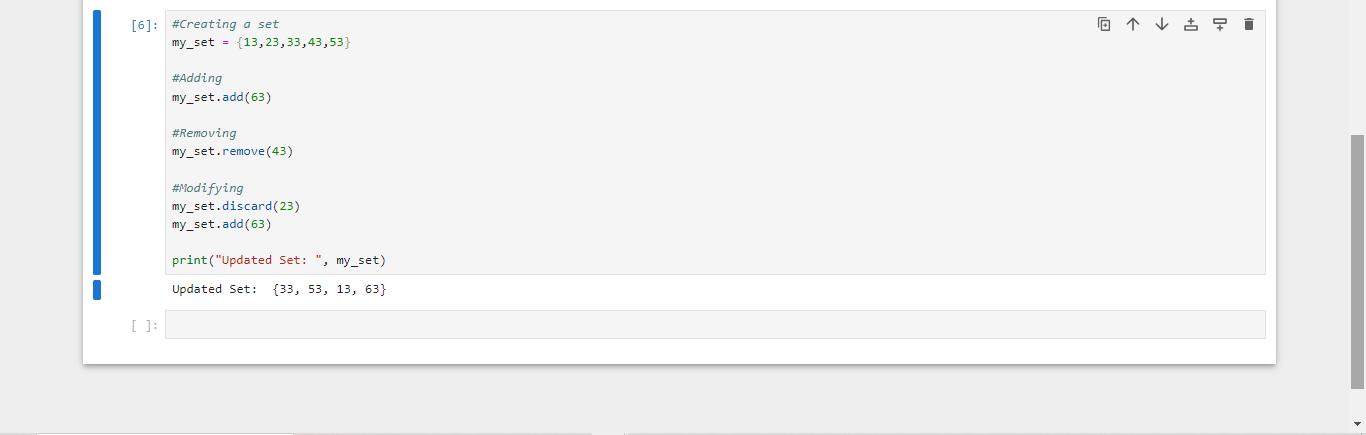 [6]: #Creating a set
my_set = {13,23,33,43,53}
#Adding
my_set.add(63)
#Removing
my_set.remove(43)
#Modifying
my_set.discard(23)
my_set.add(63)
print("Updated Set: ", my_set)
Updated Set:  {33, 53, 13, 63}
[ ]: